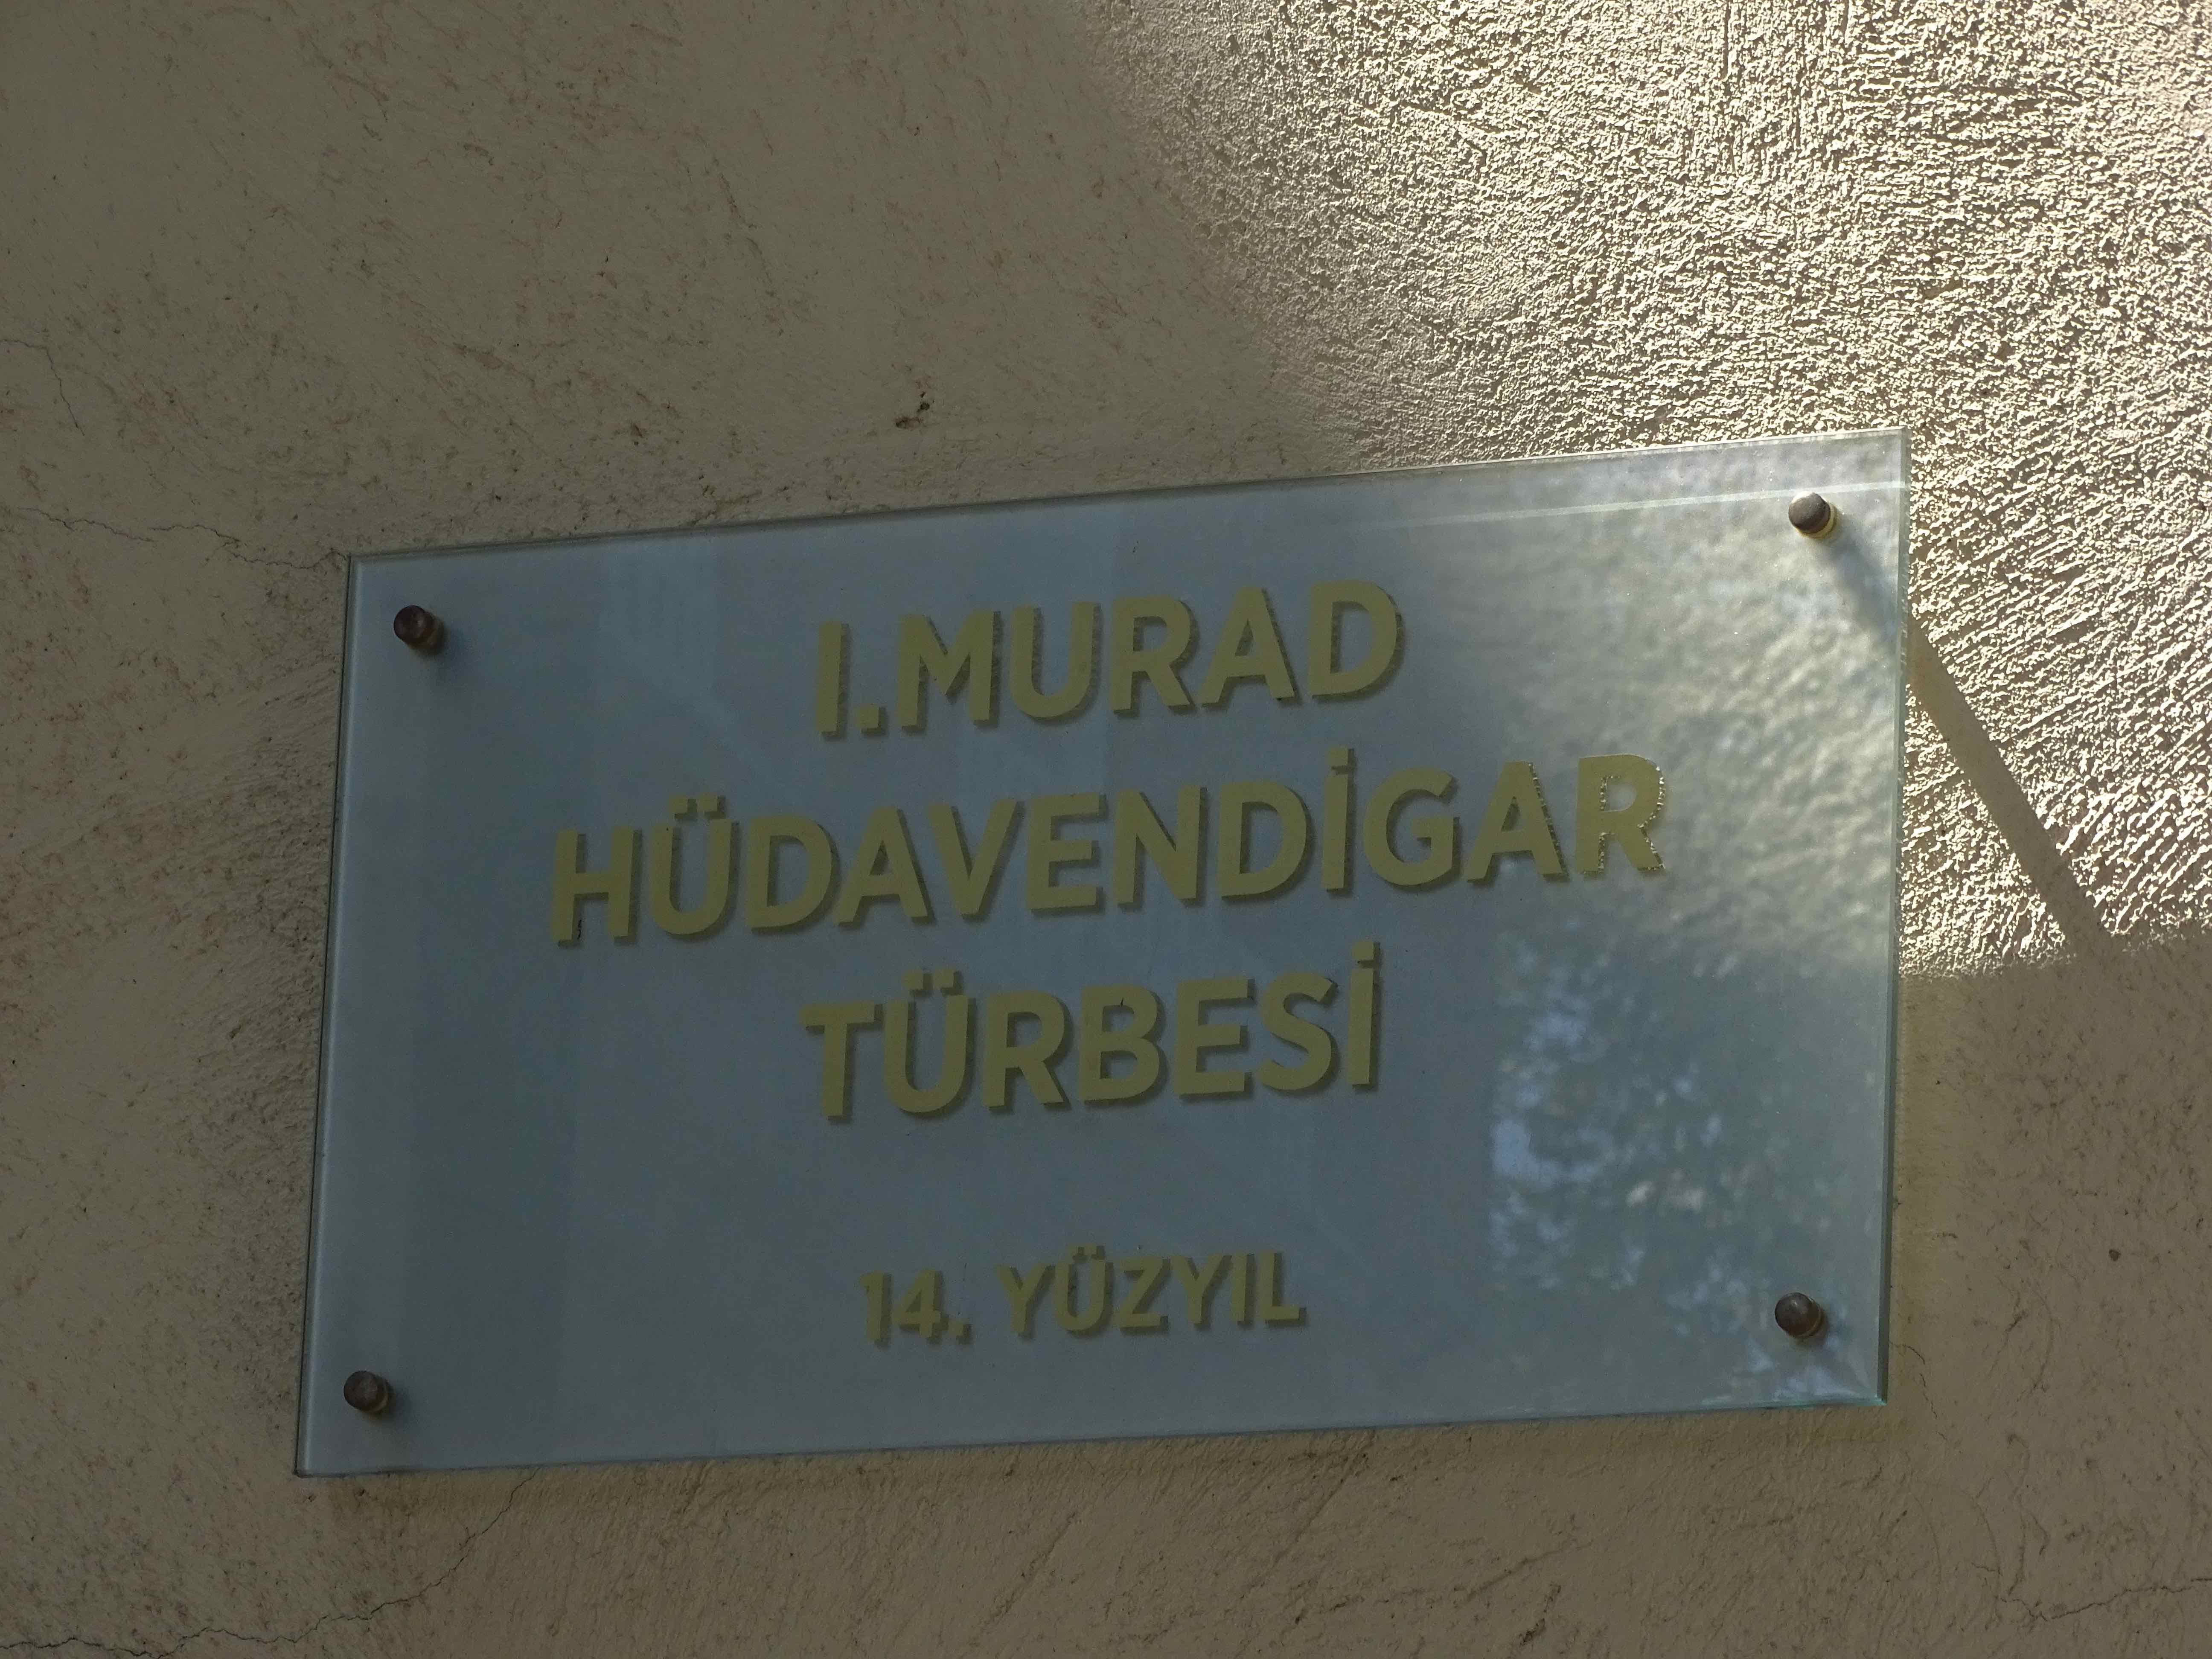 I.MURAD
HÜDAVENDİGAR
TÜRBESİ
14. YÜZYIL